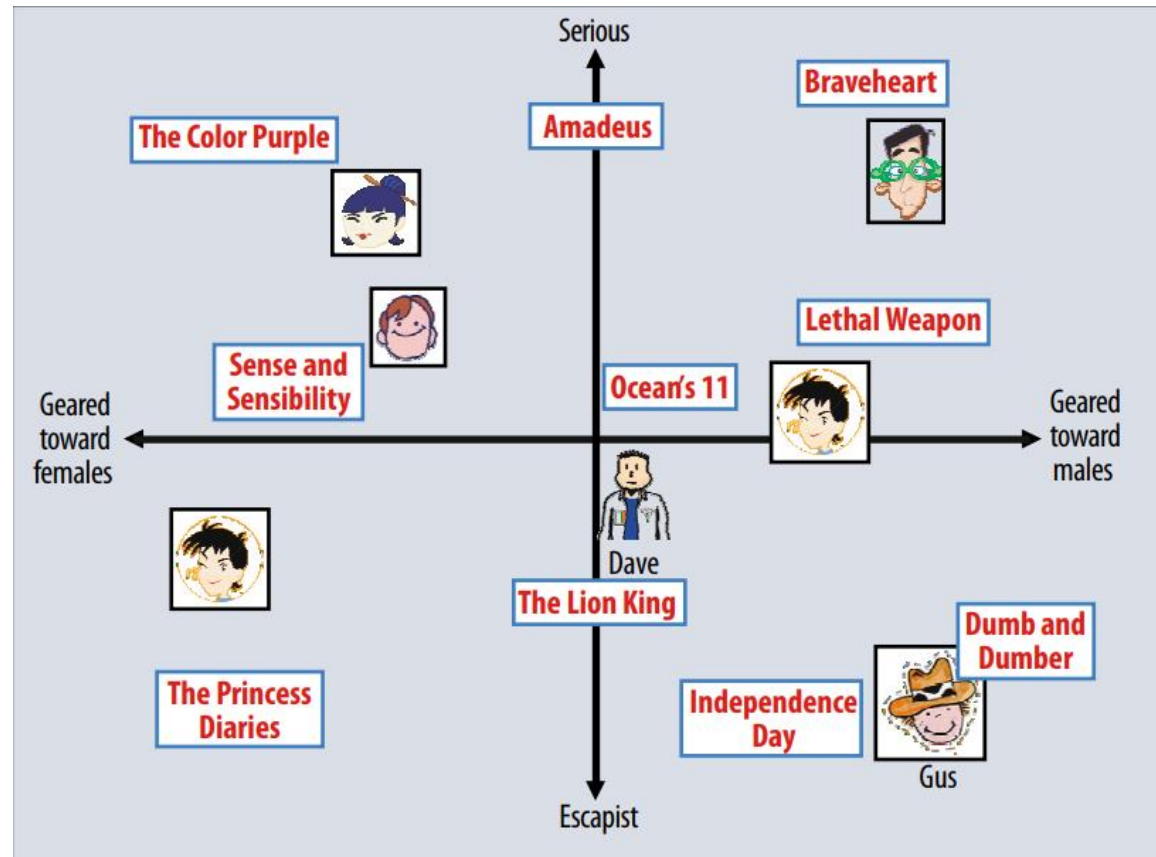 Serious
Braveheart
Amadeus
The Color Purple
Lethal Weapon
Sense and
Sensibility
Ocean's 11
Geared
toward
females
Geared
toward
males
Dave
The Lion King
Dumb and
Dumber
The Princess
Diaries
Independence
Day
Gus
Escapist